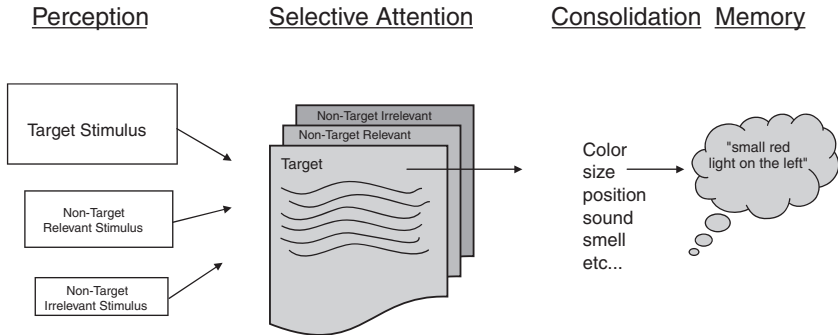 Perception
Selective Attention
Consolidation
Memory
Target Stimulus
Non-Target
Relevant Stimulus
Non-Target
Irrelevant Stimulus
Non-Target Irrelevant
Non-Target Relevant
Target
Color
size
position
sound
smell
etc...
"small red
light on the left"